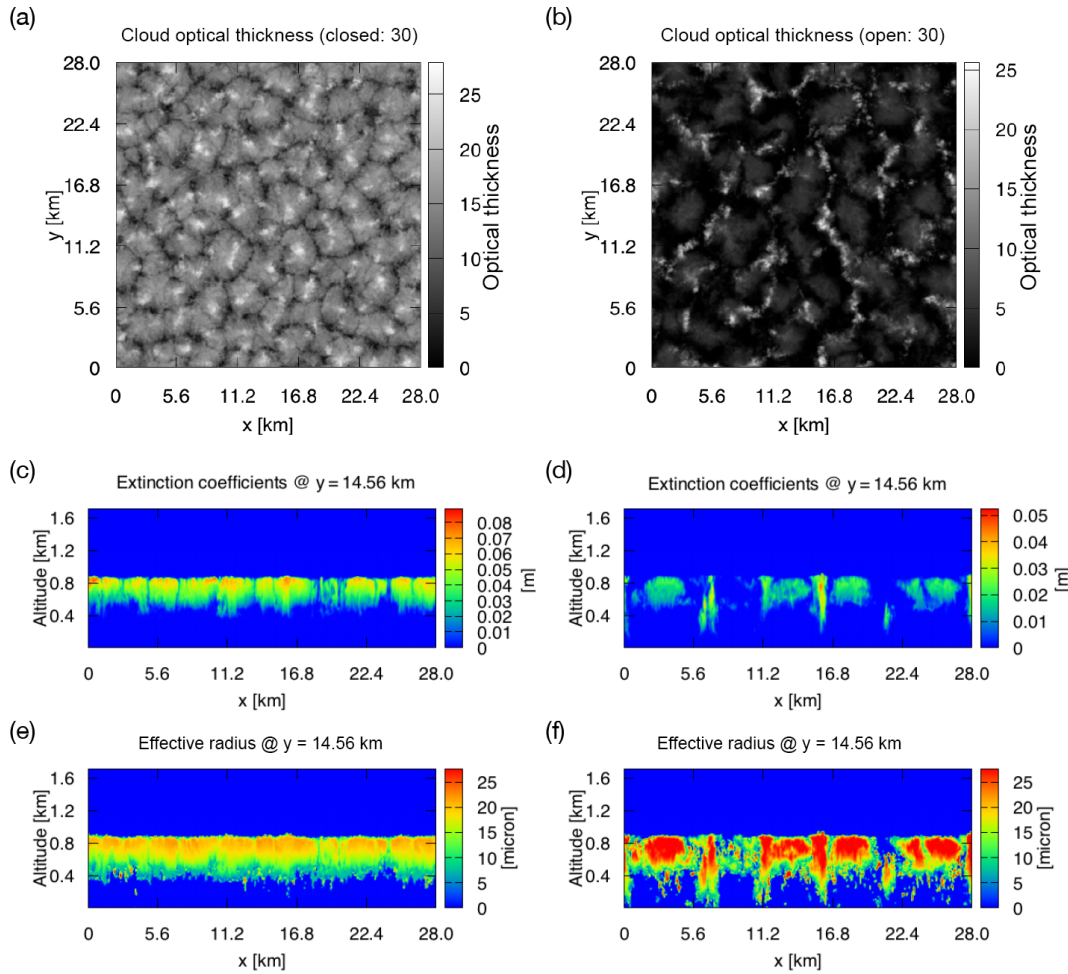 (a)
Cloud optical thickness (closed: 30)
28.0
22.4
16.8
11.2
5.6
0
y [km]
0 5.6 11.2 16.8 22.4 28.0
x [km]
25
20
15
10
5
0
Optical thickness
(b)
Cloud optical thickness (open: 30)
28.0
22.4
16.8
11.2
5.6
0
y [km]
0 5.6 11.2 16.8 22.4 28.0
x [km]
25
20
15
10
5
0
Optical thickness
(c)
Extinction coefficients @ y = 14.56 km
1.6
1.2
0.8
0.4
Altitude [km]
0 5.6 11.2 16.8 22.4 28.0
x [km]
0.08
0.07
0.06
0.05
0.04
0.03
0.02
0.01
0
[m]
(d)
Extinction coefficients @ y = 14.56 km
1.6
1.2
0.8
0.4
Altitude [km]
0 5.6 11.2 16.8 22.4 28.0
x [km]
0.05
0.04
0.03
0.02
0.01
0
[m]
(e)
Effective radius @ y = 14.56 km
1.6
1.2
0.8
0.4
Altitude [km]
0 5.6 11.2 16.8 22.4 28.0
x [km]
25
20
15
10
5
0
[micron]
(f)
Effective radius @ y = 14.56 km
1.6
1.2
0.8
0.4
Altitude [km]
0 5.6 11.2 16.8 22.4 28.0
x [km]
25
20
15
10
5
0
[micron]